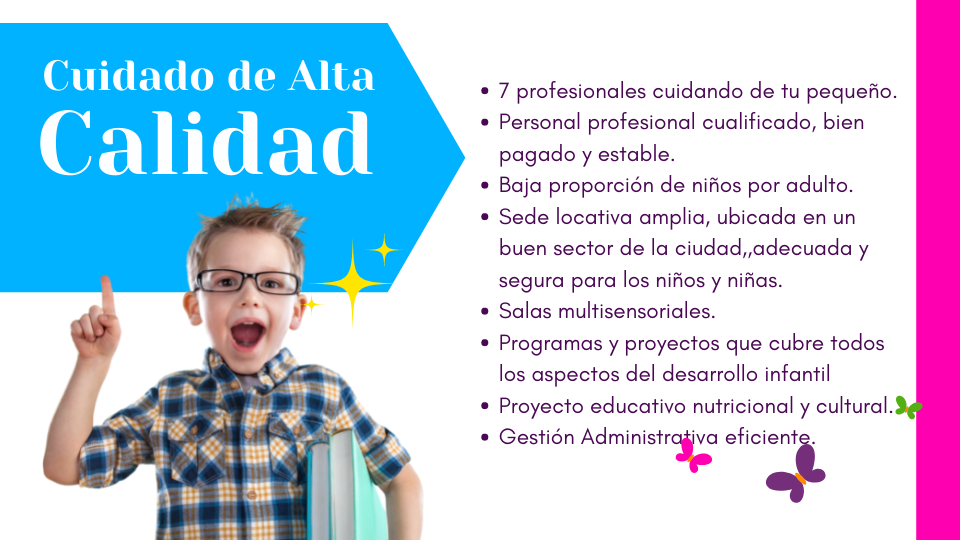 Cuidado de Alta
Calidad
• 7 profesionales cuidando de tu pequeño.
• Personal profesional cualificado, bien
pagado y estable.
• Baja proporción de niños por adulto.
• Sede locativa amplia, ubicada en un
buen sector de la ciudad,,adecuada y
segura para los niños y niñas.
• Salas multisensoriales.
• Programas y proyectos que cubre todos
los aspectos del desarrollo infantil
• Proyecto educativo nutricional y cultural.
• Gestión Administrativa eficiente.